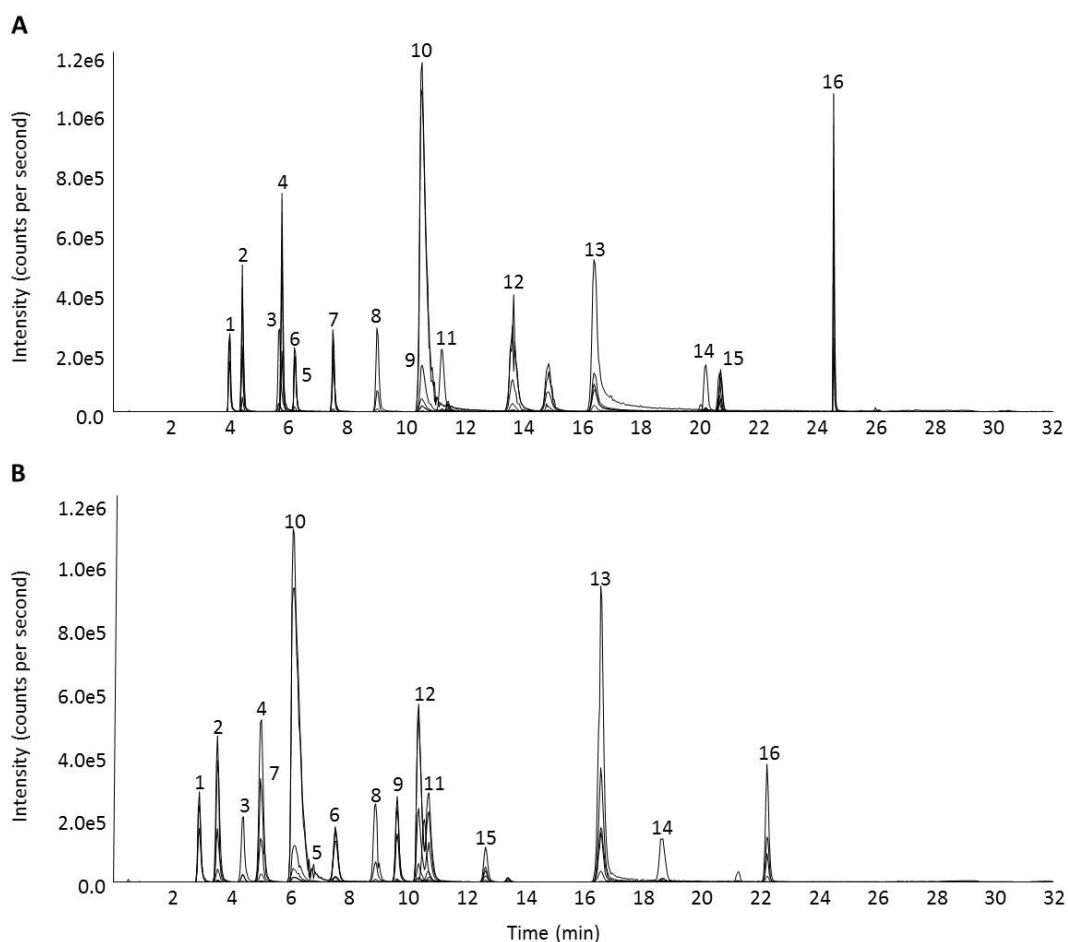 A
Intensity (counts per second)
1.2e6
1.0e6
8.0e5
6.0e5
4.0e5
2.0e5
0.0
1 2 3 4 6 5 7 8 9 10 11 12 13 14 15 16
2 4 6 8 10 12 14 16 18 20 22 24 26 28 30 32
B
Intensity (counts per second)
1.2e6
1.0e6
8.0e5
6.0e5
4.0e5
2.0e5
0.0
1 2 3 4 7 10 5 6 8 9 12 11 15 13 14 16
2 4 6 8 10 12 14 16 18 20 22 24 26 28 30 32
Time (min)